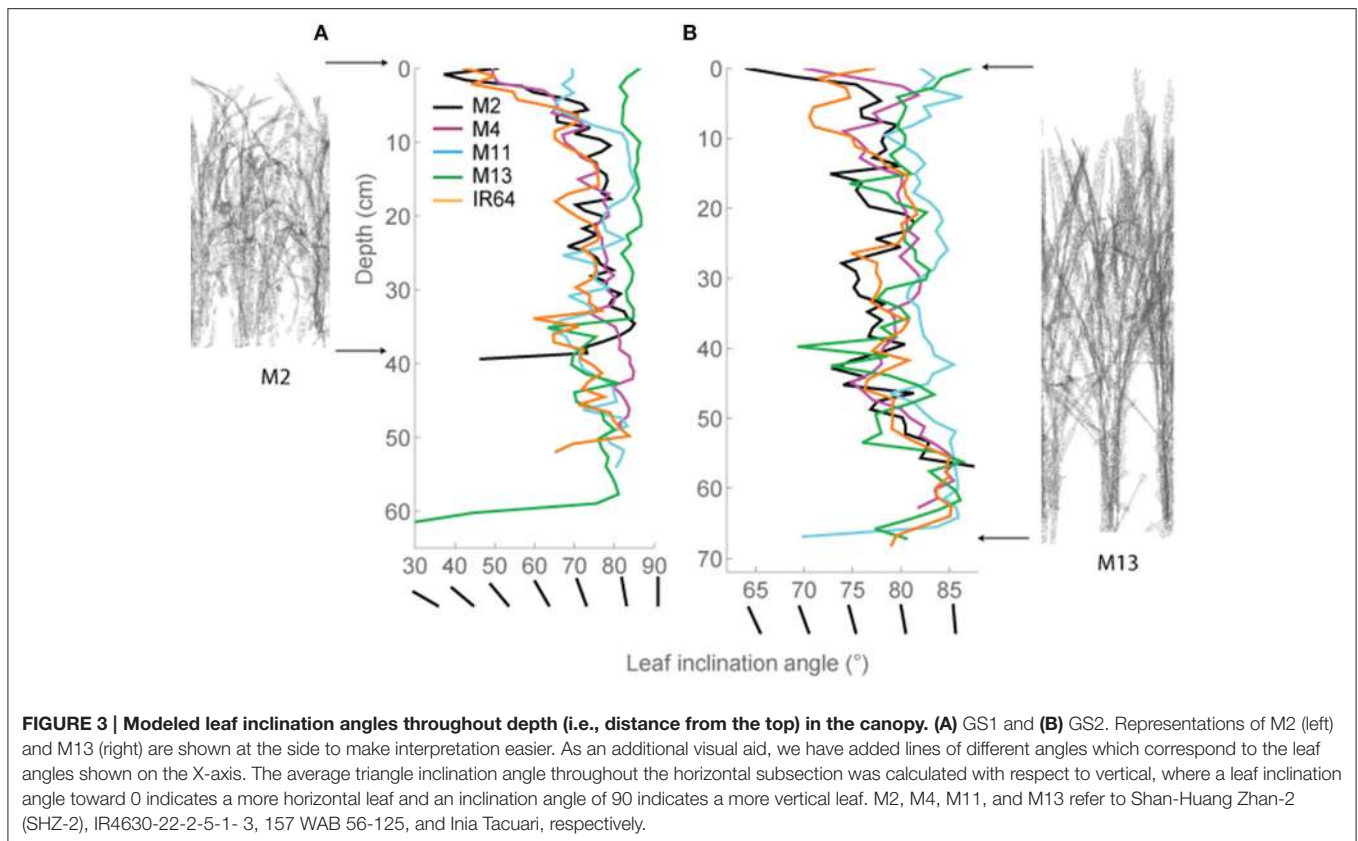 A
B
0
10
20
30
40
50
60
Depth (cm)
M2
M4
M11
M13
IR64
30 40 50 60 70 80 90
M2
0
10
20
30
40
50
60
70
65 70 75 80 85
M13
Leaf inclination angle (°)
FIGURE 3 | Modeled leaf inclination angles throughout depth (i.e., distance from the top) in the canopy. (A) GS1 and (B) GS2. Representations of M2 (left)
and M13 (right) are shown at the side to make interpretation easier. As an additional visual aid, we have added lines of different angles which correspond to the leaf
angles shown on the X-axis. The average triangle inclination angle throughout the horizontal subsection was calculated with respect to vertical, where a leaf inclination
angle toward 0 indicates a more horizontal leaf and an inclination angle of 90 indicates a more vertical leaf. M2, M4, M11, and M13 refer to Shan-Huang Zhan-2
(SHZ-2), IR4630-22-2-5-1- 3, 157 WAB 56-125, and Inia Tacuari, respectively.